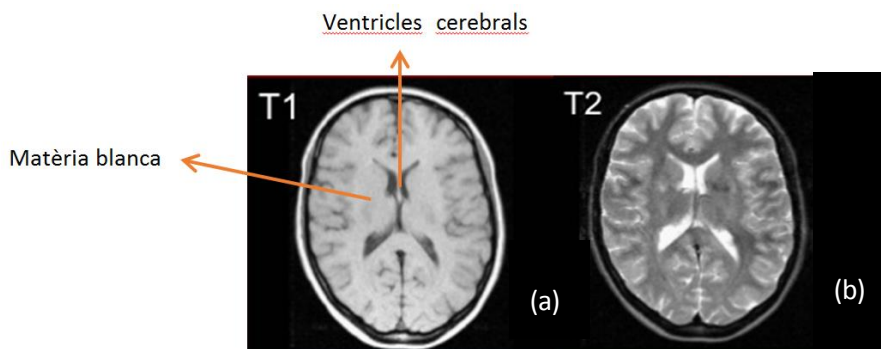 Ventricles cerebrals
T1
T2
Matèria blanca
(a)
(b)